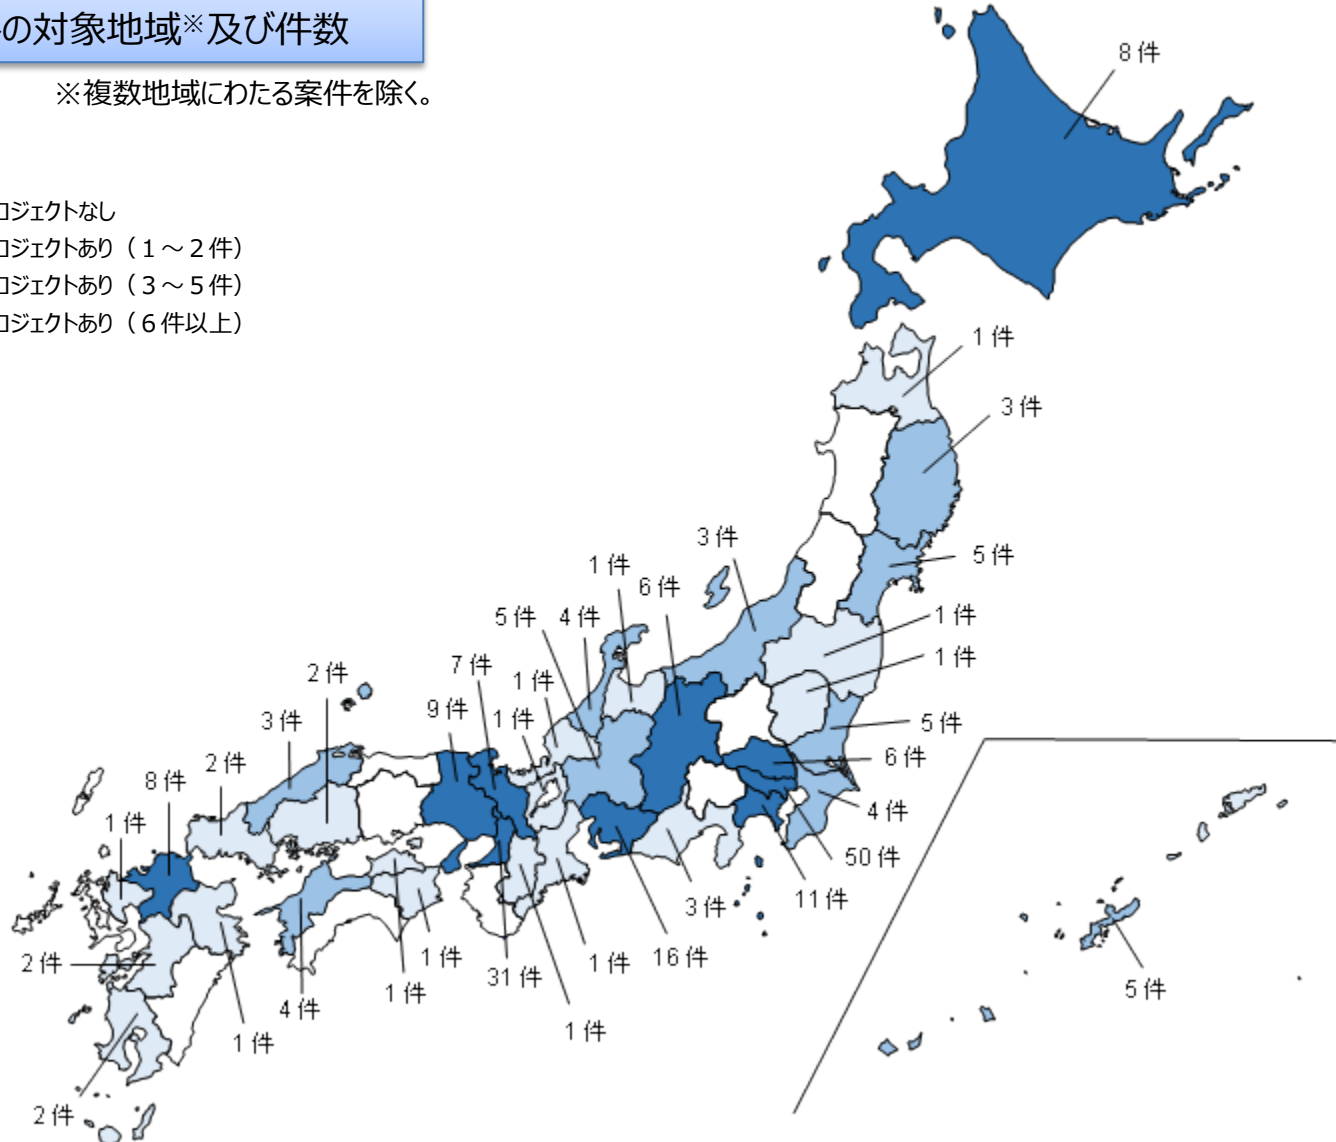 の対象地域※及び件数
※複数地域にわたる案件を除く。
ロジェクトなし
ロジェクトあり（１～２件）
ロジェクトあり（３～５件）
ロジェクトあり（６件以上）
8 件
1 件
3 件
3 件
5 件
1 件
6 件
5 件
4 件
1 件
1 件
7 件
1 件
2 件
9 件
1 件
3 件
5 件
6 件
2 件
8 件
4 件
1 件
50 件
11 件
3 件
16 件
1 件
1 件
31 件
2 件
1 件
4 件
1 件
1 件
5 件
2 件